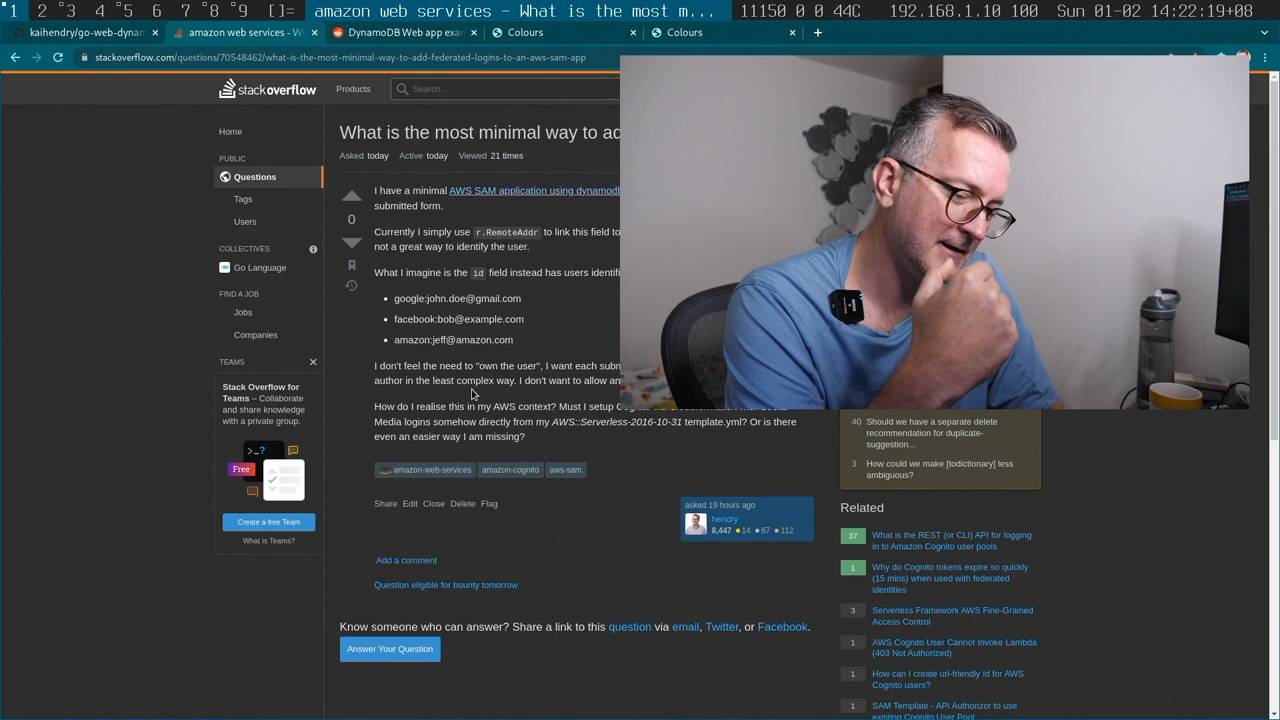 1 2 3 4 5 6 7 8 9 []= amazon web services - What is the most m... 11150 0 44C 192.168.1.10 100 Sun 01-02 14:22:19+08
kaihendry/go-web-dynam amazon web services - W DynamoDB Web app exa Colours Colours
stackoverflow.com/questions/70548462/what-is-the-most-minimal-way-to-add-federated-logins-to-an-aws-sam-app
stackoverflow Products Search...
Home
PUBLIC
Questions
Tags
Users
COLLECTIVES
Go Language
FIND A JOB
Jobs
Companies
TEAMS
Stack Overflow for
Teams – Collaborate
and share knowledge
with a private group.
>_?
Free
Create a free Team
What is Teams?
What is the most minimal way to ad
Asked today Active today Viewed 21 times
0
I have a minimal AWS SAM application using dynamodb
submitted form.
Currently I simply use r.RemoteAddr to link this field to
not a great way to identify the user.
What I imagine is the id field instead has users identifi
google:john.doe@gmail.com
facebook:bob@example.com
amazon:jeff@amazon.com
I don't feel the need to "own the user", I want each subm
author in the least complex way. I don't want to allow an
How do I realise this in my AWS context? Must I setup
Media logins somehow directly from my AWS::Serverless-2016-10-31 template.yml? Or is there
even an easier way I am missing?
amazon-web-services amazon-cognito aws-sam
Share Edit Close Delete Flag
asked 19 hours ago
hendry
8,447 14 67 112
Add a comment
Question eligible for bounty tomorrow
Know someone who can answer? Share a link to this question via email, Twitter, or Facebook.
Answer Your Question
40 Should we have a separate delete
recommendation for duplicate-
suggestion...
3 How could we make [todictionary] less
ambiguous?
Related
37 What is the REST (or CLI) API for logging
in to Amazon Cognito user pools
1 Why do Cognito tokens expire so quickly
(15 mins) when used with federated
identities
3 Serverless Framework AWS Fine-Grained
Access Control
1 AWS Cognito User Cannot Invoke Lambda
(403 Not Authorized)
1 How can I create url-friendly Id for AWS
Cognito users?
1 SAM Template - API Authorizor to use
existing Cognito User Pool